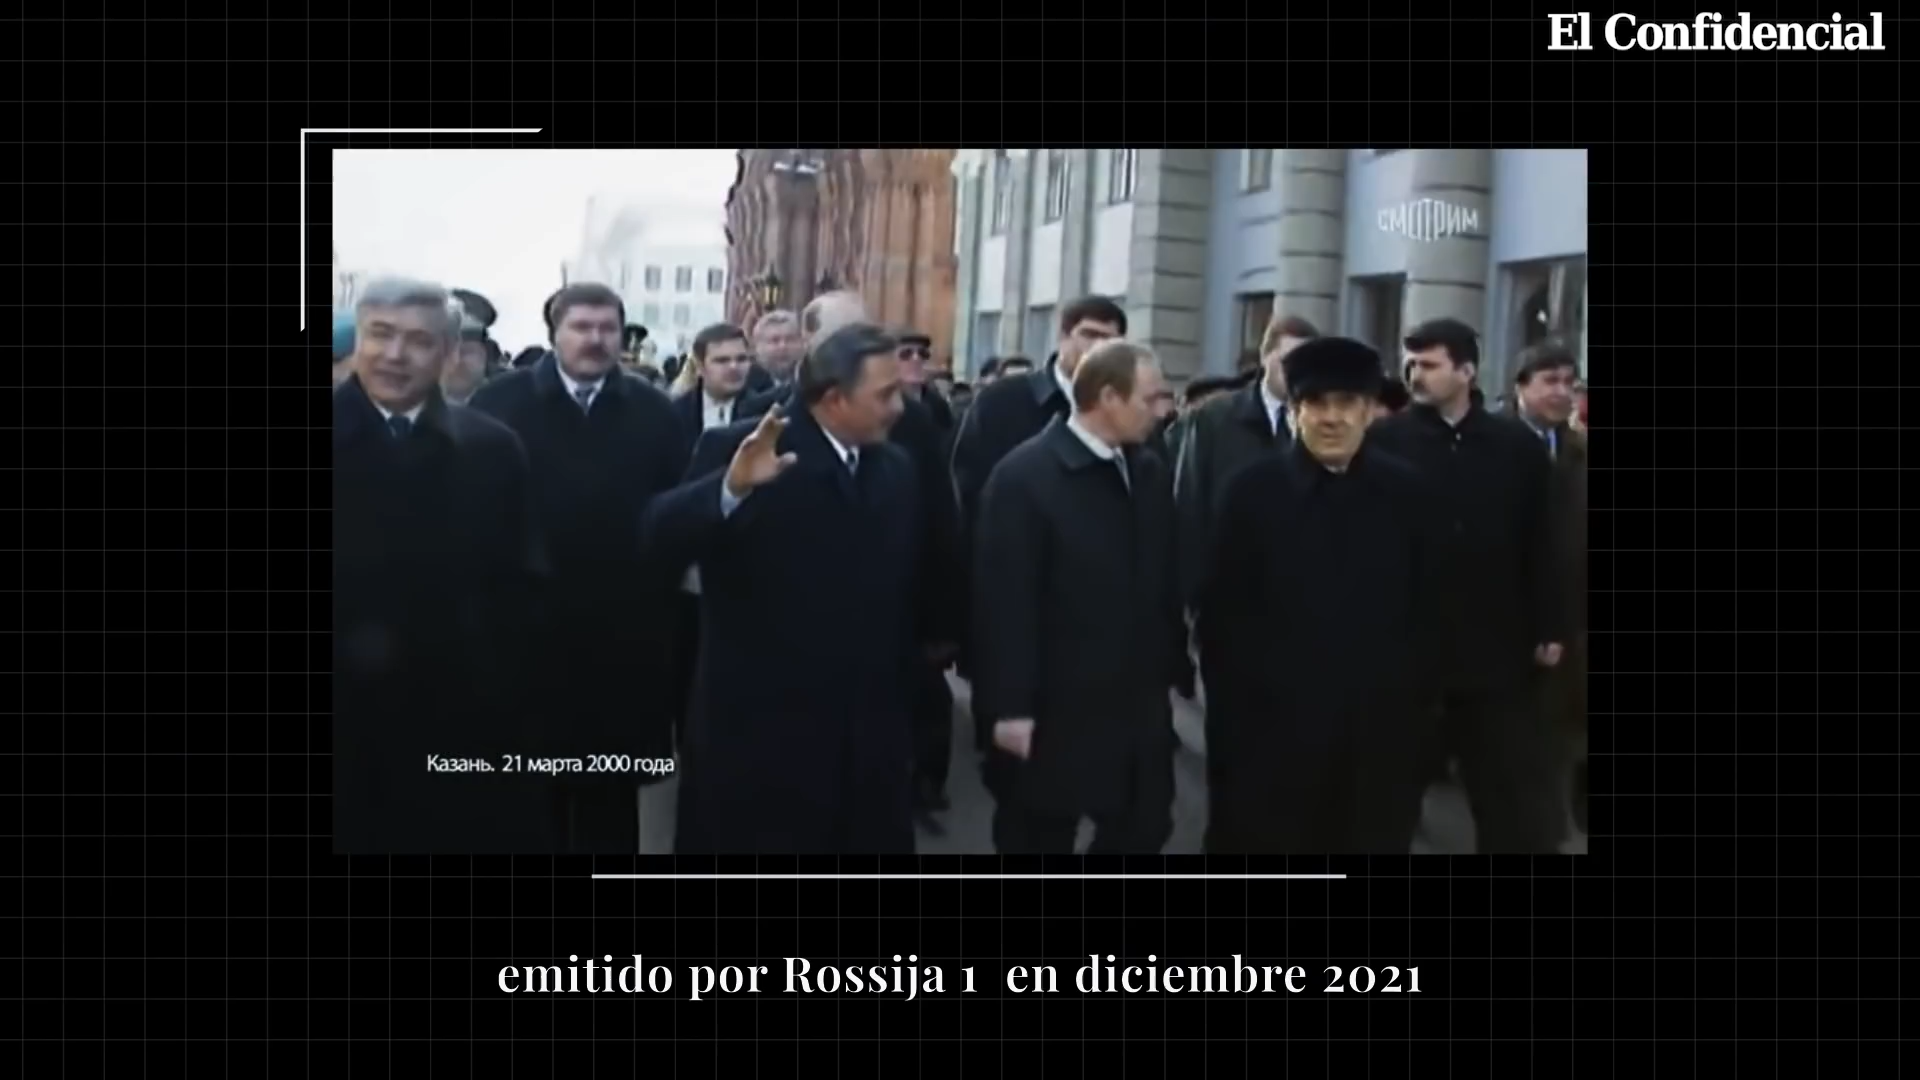 El Confidencial
СМОТРИМ
Казань. 21 марта 2000 года
emitido por Rossija 1 en diciembre 2021